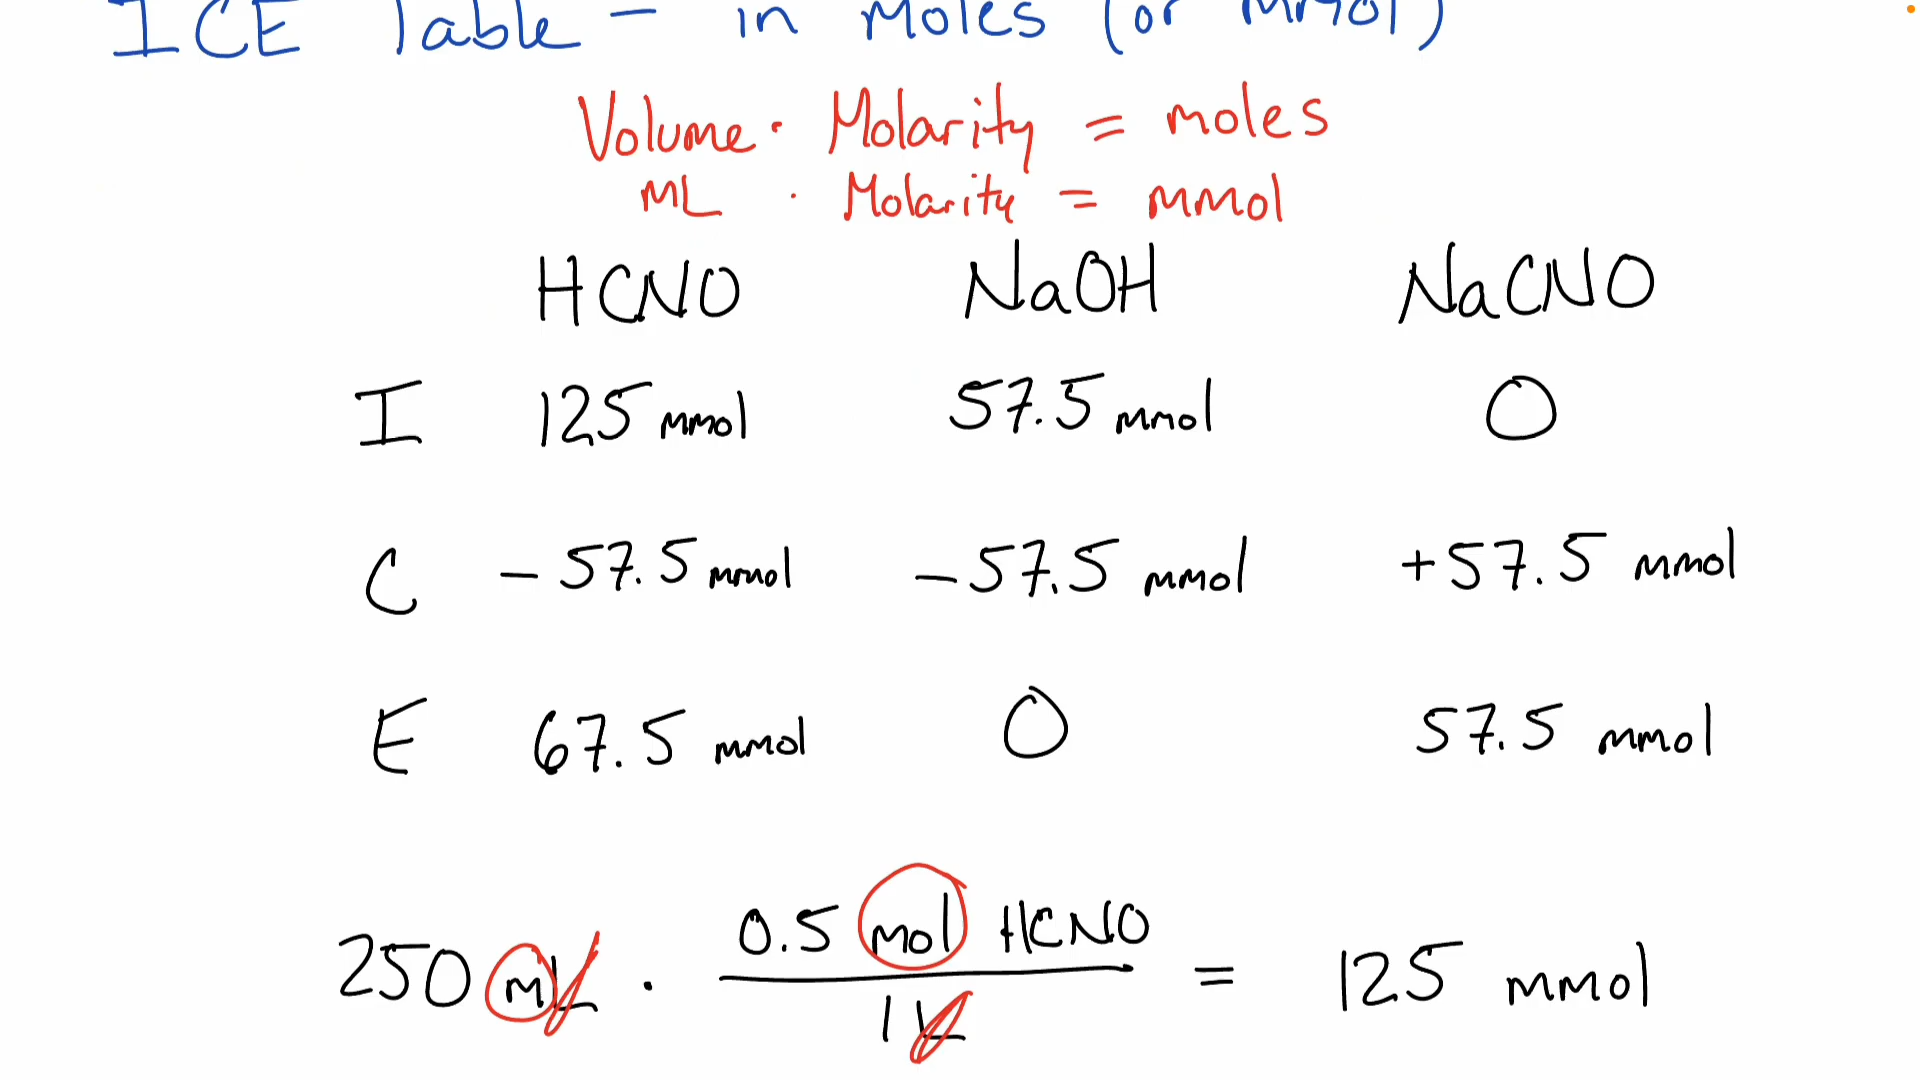 ICE Table - in Moles (or mmol)
Volume · Molarity = moles
mL · Molarity = mmol
HCNO NaOH NaCNO
I 125 mmol 57.5 mmol 0
C -57.5 mmol -57.5 mmol +57.5 mmol
E 67.5 mmol 0 57.5 mmol
0.5 mol HCNO
250 mL · = 125 mmol
1 L